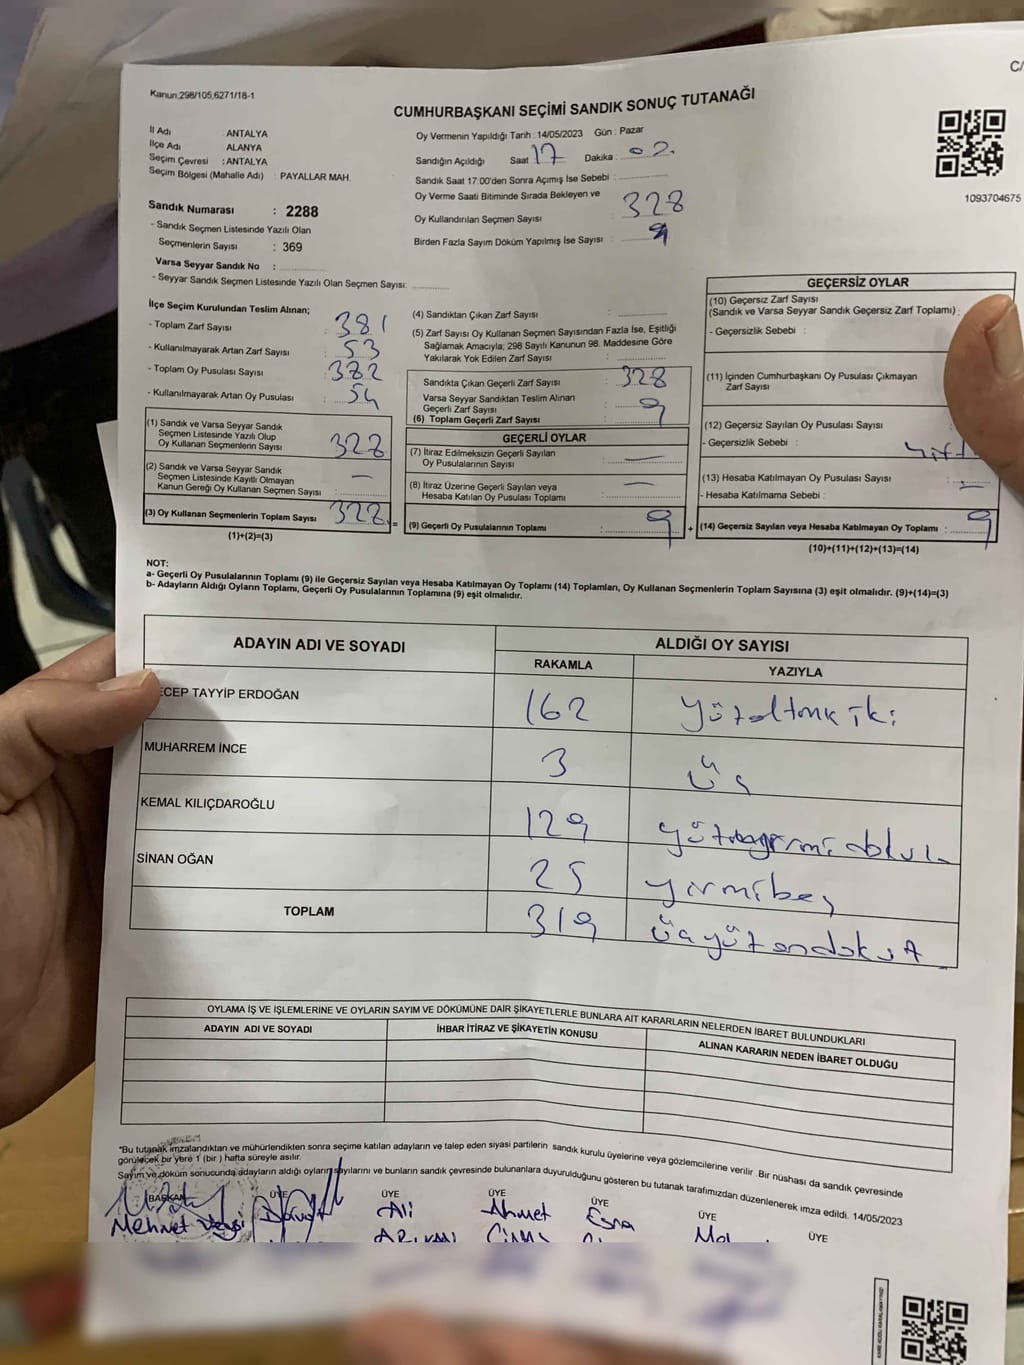 Kanun 298/105,6271/18-1
C/
CUMHURBAŞKANI SEÇİMİ SANDIK SONUÇ TUTANAĞI
İl Adı : ANTALYA
İlçe Adı : ALANYA
Seçim Çevresi : ANTALYA
Seçim Bölgesi (Mahalle Adı) : PAYALLAR MAH.
Oy Vermenin Yapıldığı Tarih : 14/05/2023 Gün : Pazar
Sandığın Açıldığı Saat 17 Dakika : 02
Sandık Saat 17:00'den Sonra Açımış İse Sebebi :
Oy Verme Saati Bitiminde Sırada Bekleyen ve
Oy Kullandırılan Seçmen Sayısı : 328
Birden Fazla Sayım Döküm Yapılmış İse Sayısı : 9
1093704675
Sandık Numarası : 2288
- Sandık Seçmen Listesinde Yazılı Olan
Seçmenlerin Sayısı : 369
Varsa Seyyar Sandık No :
- Seyyar Sandık Seçmen Listesinde Yazılı Olan Seçmen Sayısı:
İlçe Seçim Kurulundan Teslim Alınan;
- Toplam Zarf Sayısı : 381
- Kullanılmayarak Artan Zarf Sayısı : 53
- Toplam Oy Pusulası Sayısı : 382
- Kullanılmayarak Artan Oy Pusulası : 54
(1) Sandık ve Varsa Seyyar Sandık
Seçmen Listesinde Yazılı Olup
Oy Kullanan Seçmenlerin Sayısı : 328
(2) Sandık ve Varsa Seyyar Sandık
Seçmen Listesinde Kayıtlı Olmayan
Kanun Gereği Oy Kullanan Seçmen Sayısı : —
(3) Oy Kullanan Seçmenlerin Toplam Sayısı : 328 =
(1)+(2)=(3)
(4) Sandıktan Çıkan Zarf Sayısı :
(5) Zarf Sayısı Oy Kullanan Seçmen Sayısından Fazla İse, Eşitliği
Sağlamak Amacıyla; 298 Sayılı Kanunun 98. Maddesine Göre
Yakılarak Yok Edilen Zarf Sayısı :
Sandıkta Çıkan Geçerli Zarf Sayısı : 328
Varsa Seyyar Sandıktan Teslim Alınan
Geçerli Zarf Sayısı : 9
(6) Toplam Geçerli Zarf Sayısı :
GEÇERLİ OYLAR
(7) İtiraz Edilmeksizin Geçerli Sayılan
Oy Pusulalarının Sayısı : —
(8) İtiraz Üzerine Geçerli Sayılan veya
Hesaba Katılan Oy Pusulası Toplamı : —
(9) Geçerli Oy Pusulalarının Toplamı : 9 +
GEÇERSİZ OYLAR
(10) Geçersiz Zarf Sayısı
(Sandık ve Varsa Seyyar Sandık Geçersiz Zarf Toplamı) :
- Geçersizlik Sebebi :
(11) İçinden Cumhurbaşkanı Oy Pusulası Çıkmayan
Zarf Sayısı
(12) Geçersiz Sayılan Oy Pusulası Sayısı
- Geçersizlik Sebebi :
(13) Hesaba Katılmayan Oy Pusulası Sayısı : —
- Hesaba Katılmama Sebebi :
(14) Geçersiz Sayılan veya Hesaba Katılmayan Oy Toplamı : 9
(10)+(11)+(12)+(13)=(14)
NOT:
a- Geçerli Oy Pusulalarının Toplamı (9) ile Geçersiz Sayılan veya Hesaba Katılmayan Oy Toplamı (14) Toplamları, Oy Kullanan Seçmenlerin Toplam Sayısına (3) eşit olmalıdır. (9)+(14)=(3)
b- Adayların Aldığı Oyların Toplamı, Geçerli Oy Pusulalarının Toplamına (9) eşit olmalıdır.
ADAYIN ADI VE SOYADI ALDIĞI OY SAYISI
RAKAMLA YAZIYLA
ECEP TAYYİP ERDOĞAN 162 yüzaltmıkiki
MUHARREM İNCE 3 üç
KEMAL KILIÇDAROĞLU 129
SİNAN OĞAN 25 yirmibeş
TOPLAM 319 üçyüzondokuz
OYLAMA İŞ VE İŞLEMLERİNE VE OYLARIN SAYIM VE DÖKÜMÜNE DAİR ŞİKAYETLERLE BUNLARA AİT KARARLARIN NELERDEN İBARET BULUNDUKLARI
ADAYIN ADI VE SOYADI İHBAR İTİRAZ VE ŞİKAYETİN KONUSU ALINAN KARARIN NEDEN İBARET OLDUĞU
*Bu tutanak imzalandıktan ve mühürlendikten sonra seçime katılan adayların ve talep eden siyasi partilerin sandık kurulu üyelerine veya gözlemcilerine verilir .Bir nüshası da sandık çevresinde
görülecek bir yere 1 (bir ) hafta süreyle asılır.
Sayım ve döküm sonucunda adayların aldığı oyların sayılarını ve bunların sandık çevresinde bulunanlara duyurulduğunu gösteren bu tutanak tarafımızdan düzenlenerek imza edildi. 14/05/2023
BAŞKAN ÜYE ÜYE ÜYE ÜYE ÜYE ÜYE
Mehmet Veysi Davut Ali Ahmet Esra